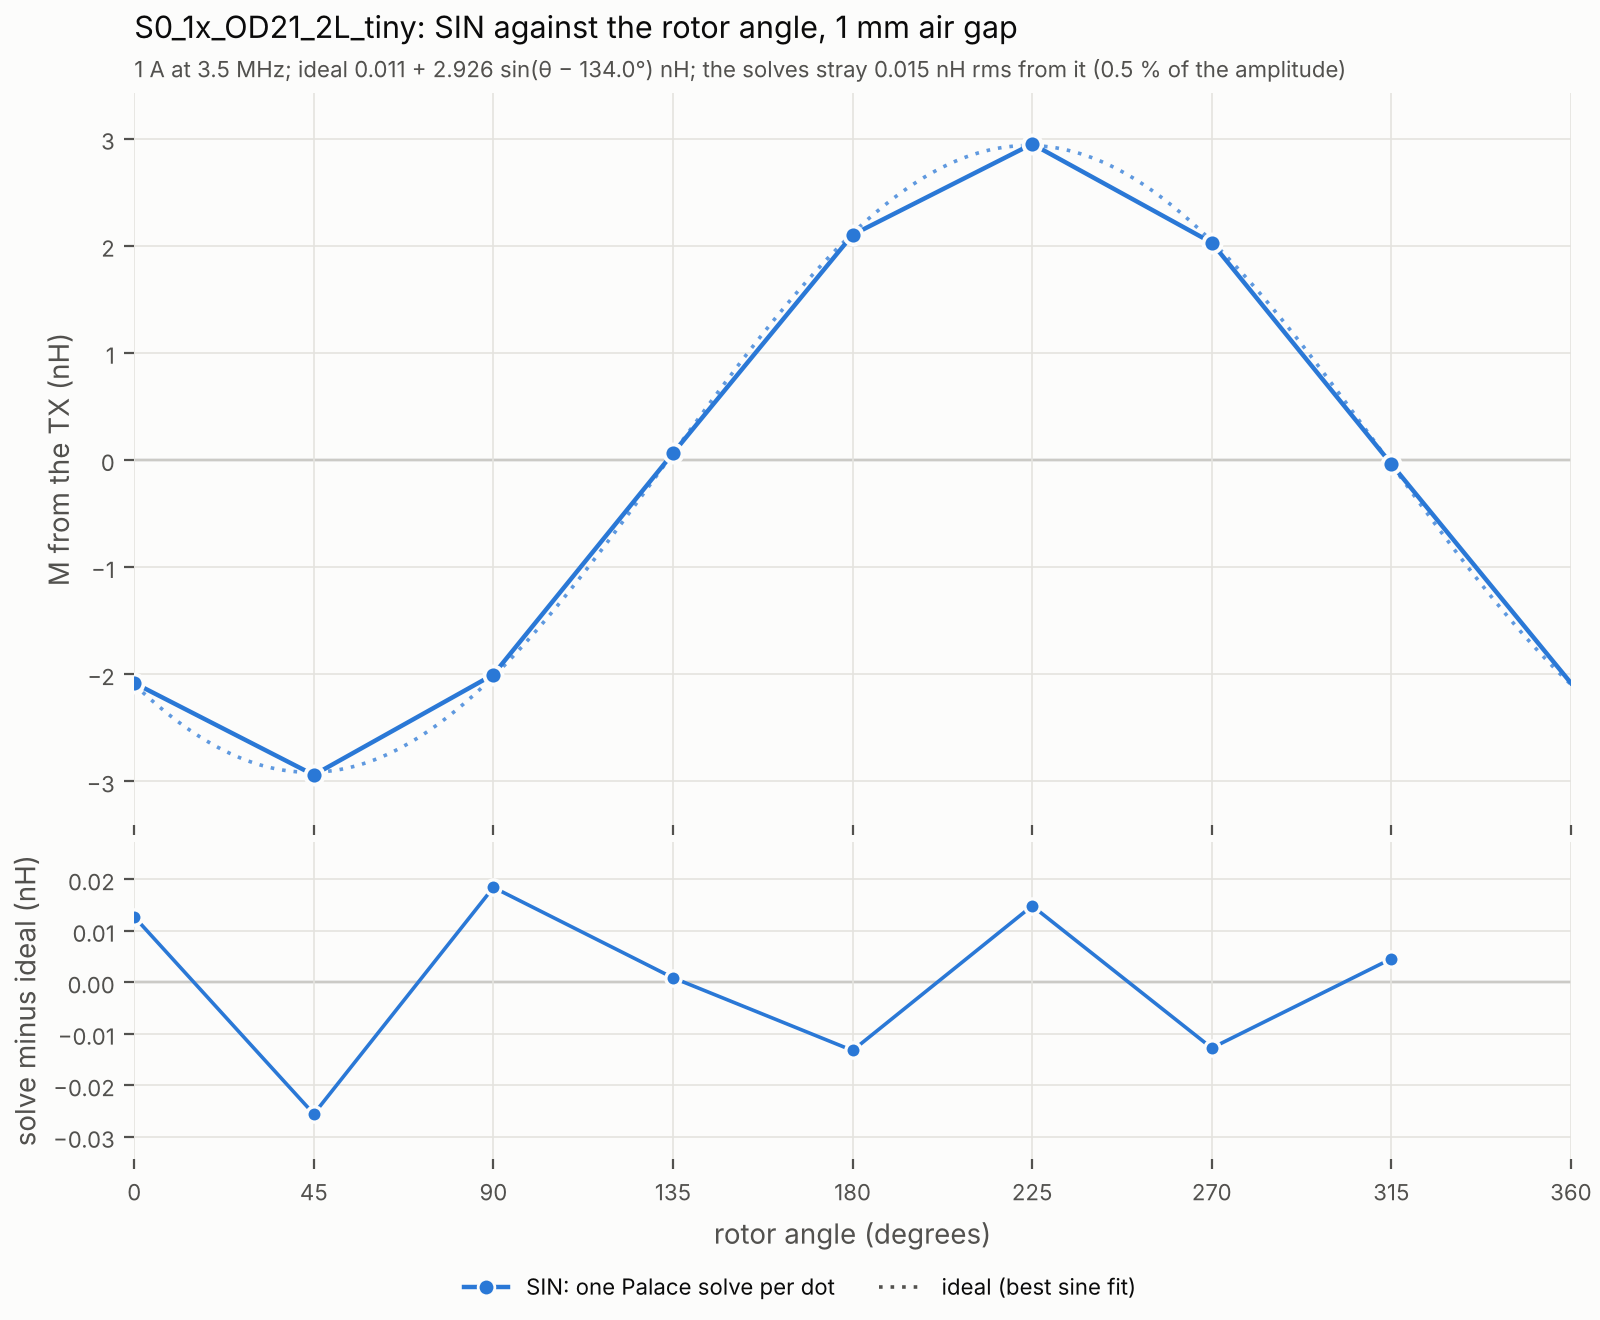 S0_1x_OD21_2L_tiny: SIN against the rotor angle, 1 mm air gap
1 A at 3.5 MHz; ideal 0.011 + 2.926 sin(θ − 134.0°) nH; the solves stray 0.015 nH rms from it (0.5 % of the amplitude)
M from the TX (nH)
3
2
1
0
−1
−2
−3
solve minus ideal (nH)
0.02
0.01
0.00
−0.01
−0.02
−0.03
0 45 90 135 180 225 270 315 360
rotor angle (degrees)
SIN: one Palace solve per dot ideal (best sine fit)